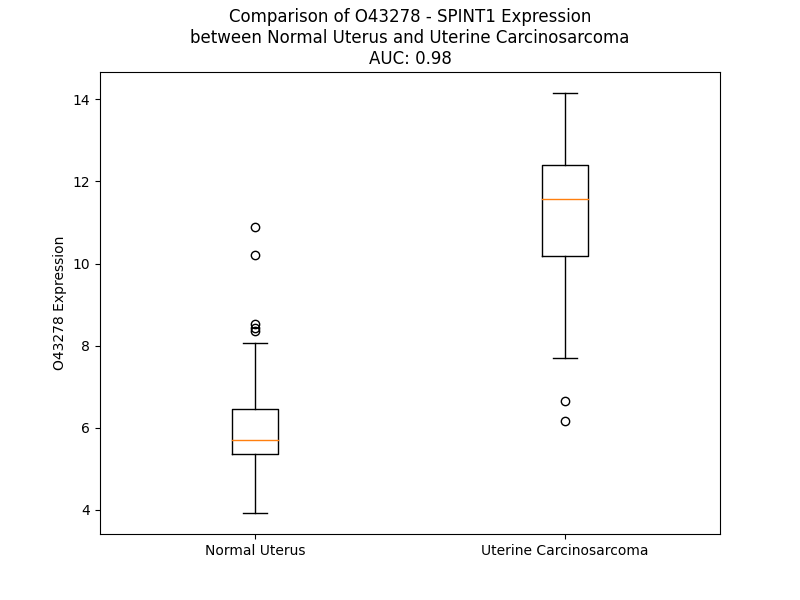 Comparison of O43278 - SPINT1 Expression
between Normal Uterus and Uterine Carcinosarcoma
AUC: 0.98
14
12
10
8
6
4
O43278 Expression
Normal Uterus
Uterine Carcinosarcoma